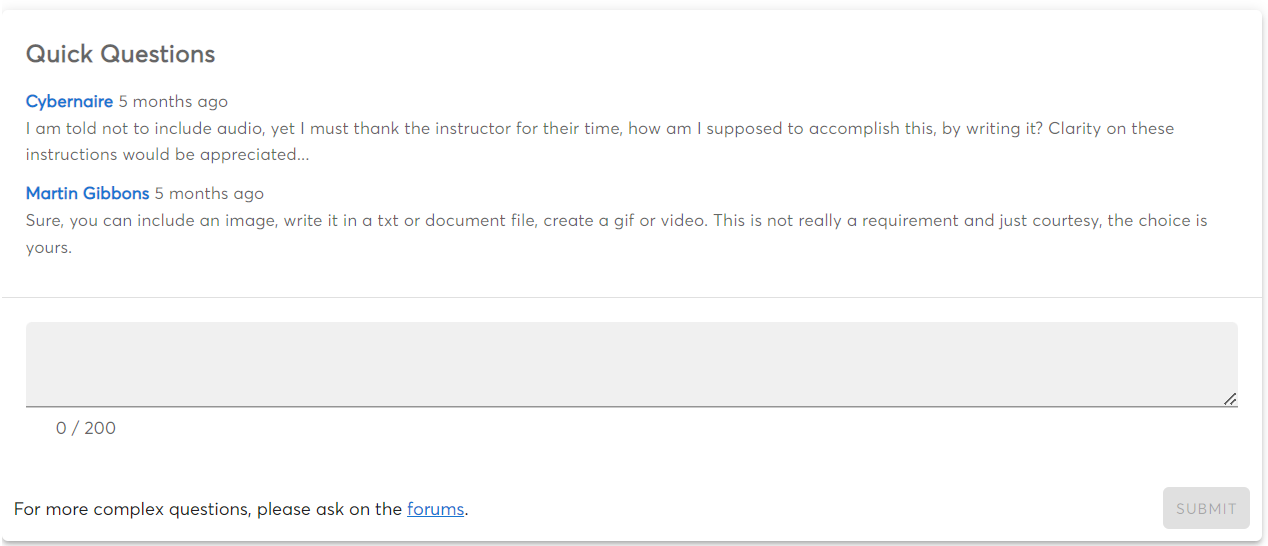 Quick Questions
Cybernaire 5 months ago
I am told not to include audio, yet I must thank the instructor for their time, how am I supposed to accomplish this, by writing it? Clarity on these
instructions would be appreciated...
Martin Gibbons 5 months ago
Sure, you can include an image, write it in a txt or document file, create a gif or video. This is not really a requirement and just courtesy, the choice is
yours.
0 / 200
For more complex questions, please ask on the forums.
SUBMIT